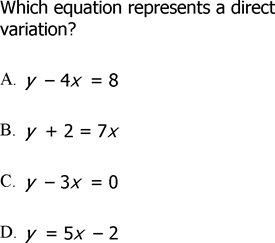 Which equation represents a direct
variation?
A. y − 4x = 8
B. y + 2 = 7x
C. y − 3x = 0
D. y = 5x − 2